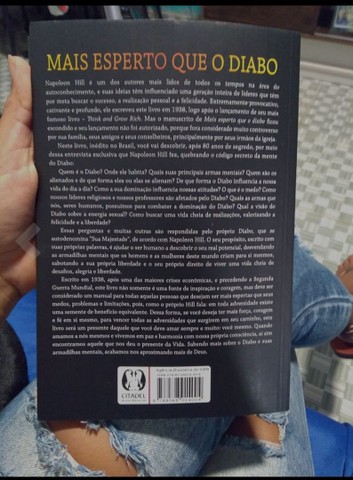 MAIS ESPERTO QUE O DIABO
Napoleon Hill é um dos autores mais lidos de todos os tempos na área do
autoconhecimento, e suas ideias têm influenciado uma geração inteira de líderes que têm
por meta buscar o sucesso, a realização pessoal e a felicidade. Extremamente provocativo,
cativante e profundo, ele escreveu este livro em 1938, logo após o lançamento de seu mais
famoso livro – Think and Grow Rich. Mas o manuscrito de Mais esperto que o diabo ficou
escondido e seu lançamento não foi autorizado, porque fora considerado muito controverso
por sua família, seus amigos e seus conselheiros, principalmente por seus irmãos da igreja.
Neste livro, inédito no Brasil, você vai descobrir, após 80 anos de segredo, por meio
dessa entrevista exclusiva que Napoleon Hill fez, quebrando o código secreto da mente
do Diabo:
Quem é o Diabo? Onde ele habita? Quais suas principais armas mentais? Quem são os
alienados e de que forma eles ou elas se alienam? De que forma o Diabo influencia a nossa
vida do dia a dia? Como a sua dominação influencia nossas atitudes? O que é o medo? Como
nossos líderes religiosos e nossos professores são afetados pelo Diabo? Quais as armas que
nós, seres humanos, possuímos para combater a dominação do Diabo? Qual a visão do
Diabo sobre a energia sexual? Como buscar uma vida cheia de realizações, valorizando a
felicidade e a liberdade?
Essas perguntas e muitas outras são respondidas pelo próprio Diabo, que se
autodenomina "Sua Majestade", de acordo com Napoleon Hill. O seu propósito, escrito com
suas próprias palavras, é ajudar o ser humano a descobrir o seu real potencial, desvendando
as armadilhas mentais que os homens e as mulheres deste mundo criam para si mesmos,
sabotando a sua própria liberdade e o seu próprio direito de viver uma vida cheia de
desafios, alegria e liberdade.
Escrito em 1938, após uma das maiores crises econômicas, e precedendo a Segunda
Guerra Mundial, este livro não somente é uma fonte de inspiração e coragem, mas deve ser
considerado um manual para todas aquelas pessoas que desejam ser mais espertas que seus
medos, problemas e limitações, pois, como o próprio Hill fala: em toda adversidade existe
uma semente de benefício equivalente. Dessa forma, se você deseja ter mais força, coragem
e fé em si mesmo, para vencer todas as adversidades que surgirem em seu caminho, este
livro será um presente daquele que você deve amar sempre e muito: você mesmo. Quando
amamos a nós mesmos e vivemos em paz e harmonia com nossa própria consciência, aí sim
encontramos aquele que nos deu o presente da Vida. Sabendo mais sobre o Diabo e suas
armadilhas mentais, acabamos nos aproximando mais de Deus.
CITADEL